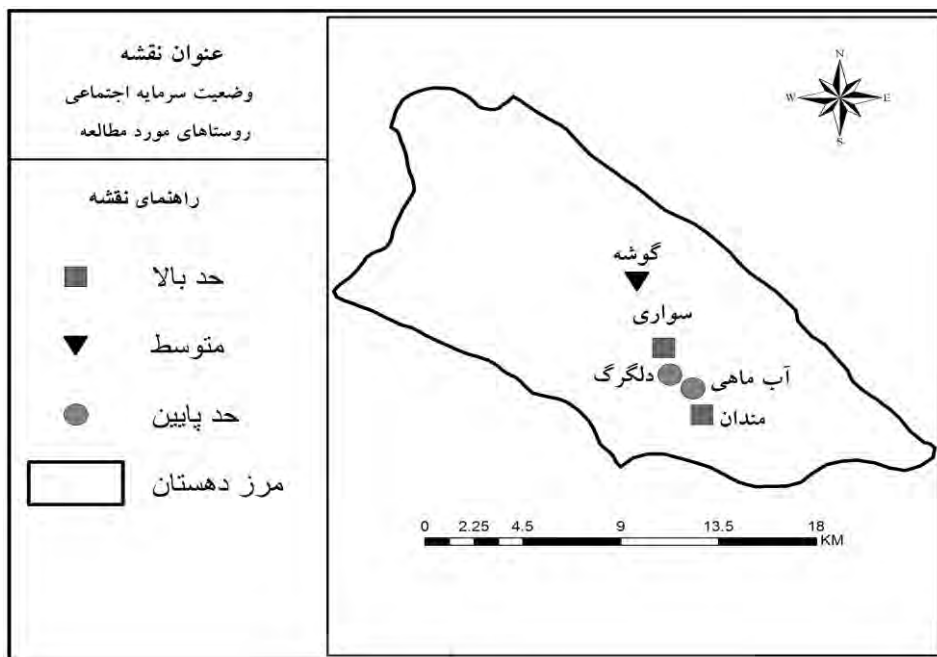 عنوان نقشه
وضعیت سرمایه اجتماعی
روستاهای مورد مطالعه
راهنمای نقشه
حد بالا
متوسط
حد پایین
مرز دهستان
N
W E
S
گوشه
سواری
دلگرگ
آب ماهی
مندان
0 2.25 4.5 9 13.5 18
KM